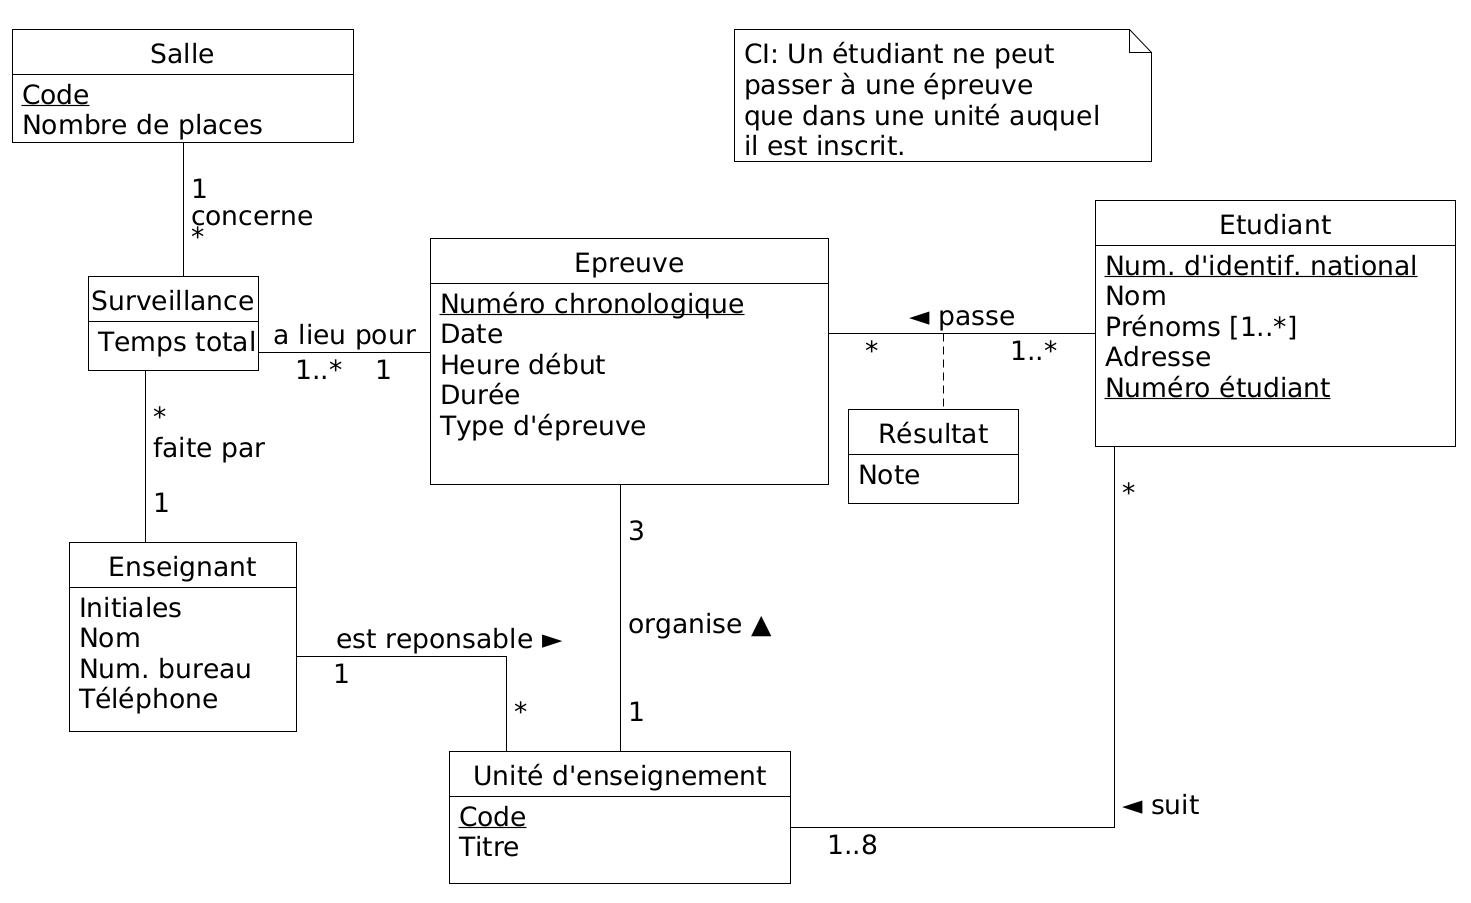 Salle
Code
Nombre de places
CI: Un étudiant ne peut
passer à une épreuve
que dans une unité auquel
il est inscrit.
1
concerne
*
Surveillance
Temps total
a lieu pour
1..* 1
Epreuve
Numéro chronologique
Date
Heure début
Durée
Type d'épreuve
◄ passe
* 1..*
Résultat
Note
Etudiant
Num. d'identif. national
Nom
Prénoms [1..*]
Adresse
Numéro étudiant
*
faite par
1
Enseignant
Initiales
Nom
Num. bureau
Téléphone
est reponsable ►
1
*
3
organise ▲
1
Unité d'enseignement
Code
Titre
*
◄ suit
1..8